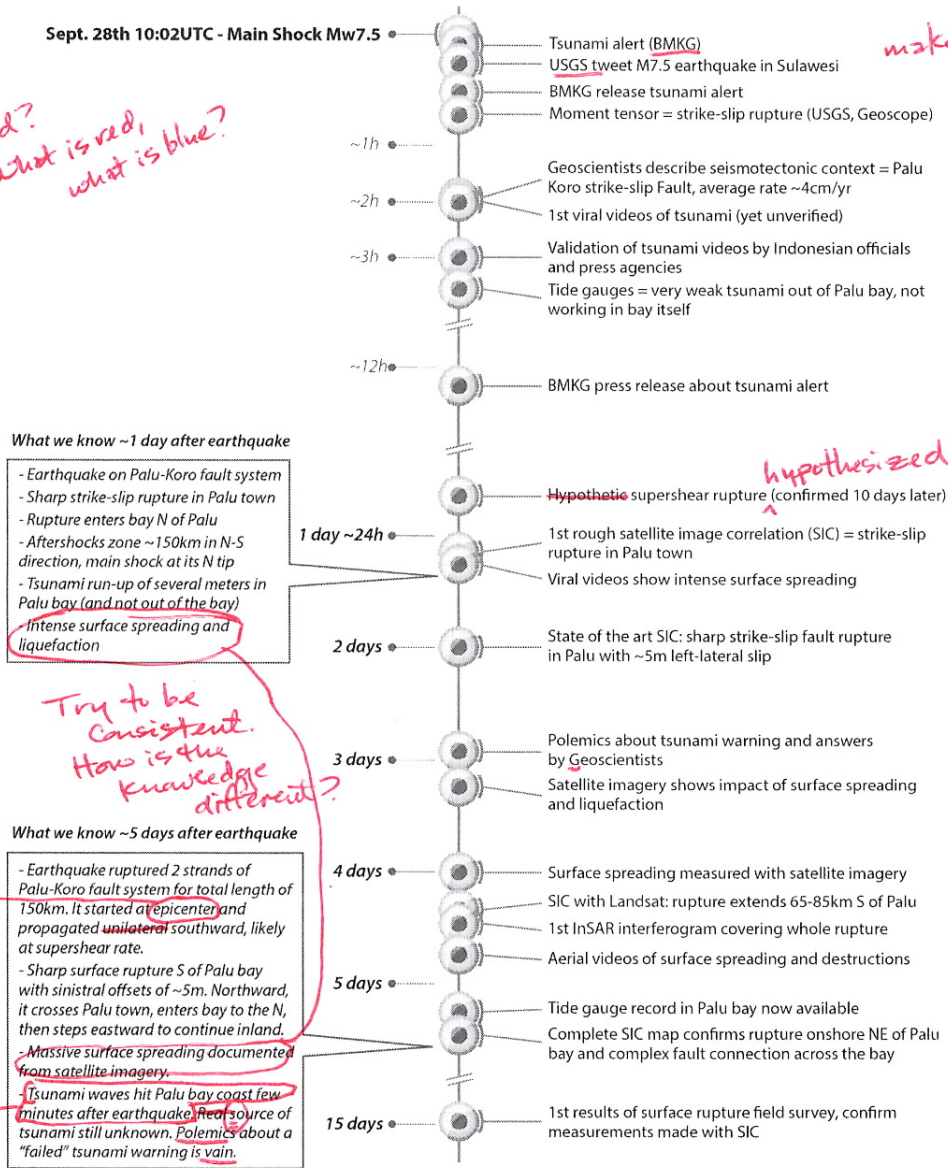 Sept. 28th 10:02UTC - Main Shock Mw7.5
Tsunami alert (BMKG)
USGS tweet M7.5 earthquake in Sulawesi
BMKG release tsunami alert
Moment tensor = strike-slip rupture (USGS, Geoscope)
what is red,
what is blue?
~1h
~2h
Geoscientists describe seismotectonic context = Palu
Koro strike-slip Fault, average rate ~4cm/yr
1st viral videos of tsunami (yet unverified)
~3h
Validation of tsunami videos by Indonesian officials
and press agencies
Tide gauges = very weak tsunami out of Palu bay, not
working in bay itself
~12h
BMKG press release about tsunami alert
What we know ~1 day after earthquake
- Earthquake on Palu-Koro fault system
- Sharp strike-slip rupture in Palu town
- Rupture enters bay N of Palu
- Aftershocks zone ~150km in N-S
direction, main shock at its N tip
- Tsunami run-up of several meters in
Palu bay (and not out of the bay)
- Intense surface spreading and
liquefaction
hypothesized
Hypothetic supershear rupture (confirmed 10 days later)
1 day ~24h
1st rough satellite image correlation (SIC) = strike-slip
rupture in Palu town
Viral videos show intense surface spreading
2 days
State of the art SIC: sharp strike-slip fault rupture
in Palu with ~5m left-lateral slip
Try to be
consistent.
How is the
knowledge
different?
3 days
Polemics about tsunami warning and answers
by Geoscientists
Satellite imagery shows impact of surface spreading
and liquefaction
What we know ~5 days after earthquake
- Earthquake ruptured 2 strands of
Palu-Koro fault system for total length of
150km. It started at epicenter and
propagated unilateral southward, likely
at supershear rate.
- Sharp surface rupture S of Palu bay
with sinistral offsets of ~5m. Northward,
it crosses Palu town, enters bay to the N,
then steps eastward to continue inland.
- Massive surface spreading documented
from satellite imagery.
- Tsunami waves hit Palu bay coast few
minutes after earthquake. Real source of
tsunami still unknown. Polemics about a
"failed" tsunami warning is vain.
4 days
Surface spreading measured with satellite imagery
SIC with Landsat: rupture extends 65-85km S of Palu
1st InSAR interferogram covering whole rupture
Aerial videos of surface spreading and destructions
5 days
Tide gauge record in Palu bay now available
Complete SIC map confirms rupture onshore NE of Palu
bay and complex fault connection across the bay
15 days
1st results of surface rupture field survey, confirm
measurements made with SIC